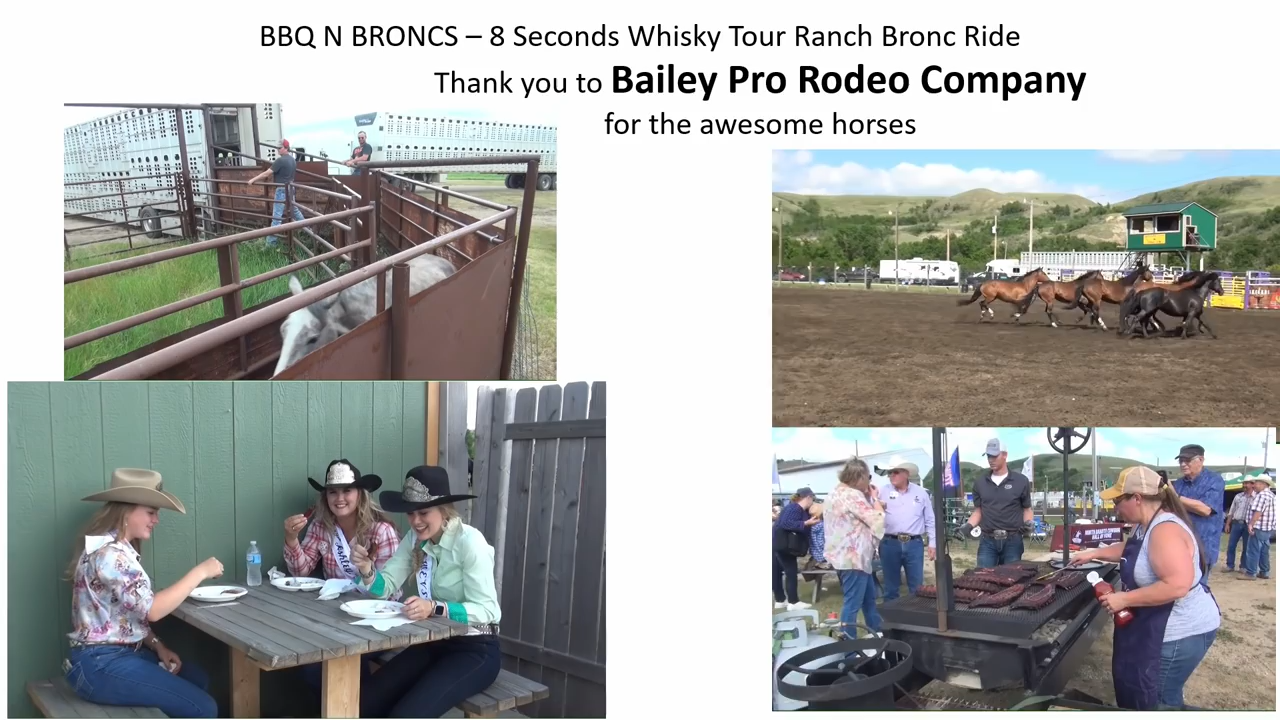 BBQ N BRONCS – 8 Seconds Whisky Tour Ranch Bronc Ride
Thank you to Bailey Pro Rodeo Company
for the awesome horses